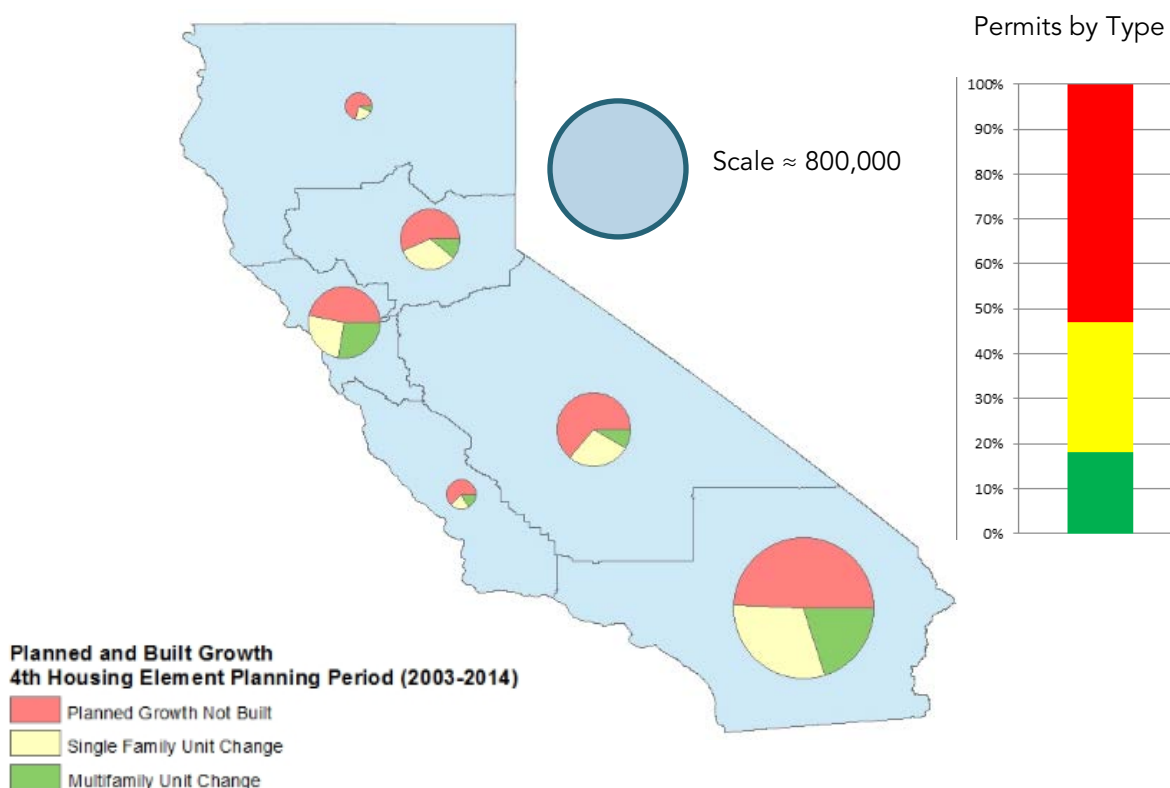 Permits by Type
100%
90%
80%
70%
60%
50%
40%
30%
20%
10%
0%
Scale ≈ 800,000
Planned and Built Growth
4th Housing Element Planning Period (2003-2014)
Planned Growth Not Built
Single Family Unit Change
Multifamily Unit Change